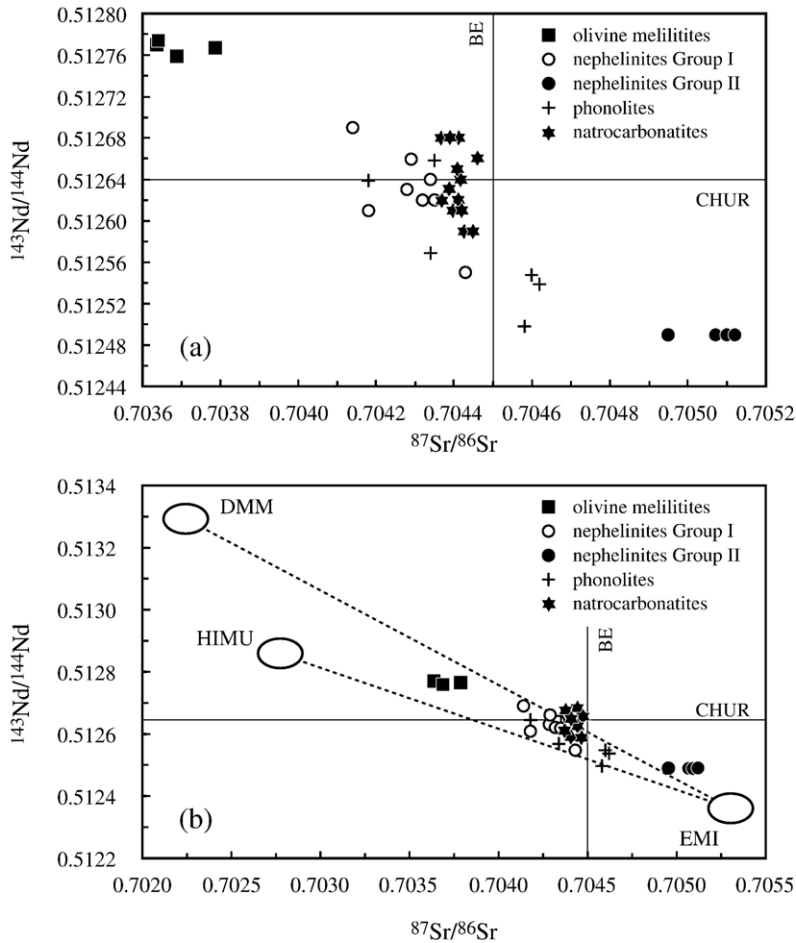 0.51280
0.51276
0.51272
0.51268
0.51264
0.51260
0.51256
0.51252
0.51248
0.51244
143Nd/144Nd
BE
olivine melilitites
nephelinites Group I
nephelinites Group II
phonolites
natrocarbonatites
CHUR
(a)
0.7036 0.7038 0.7040 0.7042 0.7044 0.7046 0.7048 0.7050 0.7052
87Sr/86Sr
0.5134
0.5132
0.5130
0.5128
0.5126
0.5124
0.5122
143Nd/144Nd
DMM
HIMU
olivine melilitites
nephelinites Group I
nephelinites Group II
phonolites
natrocarbonatites
BE
CHUR
(b)
EMI
0.7020 0.7025 0.7030 0.7035 0.7040 0.7045 0.7050 0.7055
87Sr/86Sr